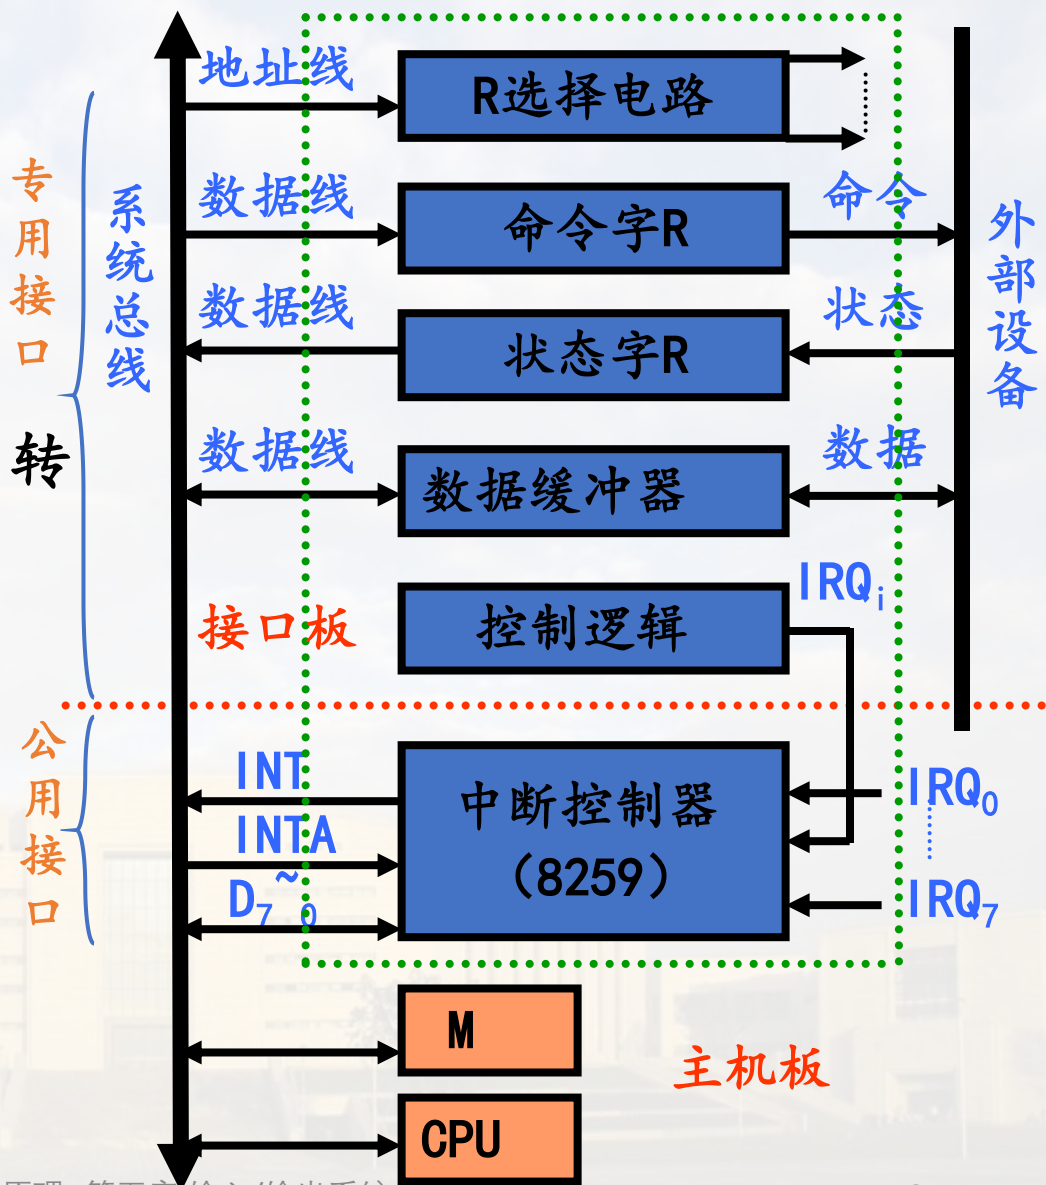 地址线
R选择电路
专用接口
系统总线
数据线
命令字R
命令
外部设备
数据线
状态字R
状态
转
数据线
数据缓冲器
数据
接口板
控制逻辑
IRQi
公用接口
INT
中断控制器
(8259)
IRQ0
INTA
D7~0
IRQ7
M
主机板
CPU